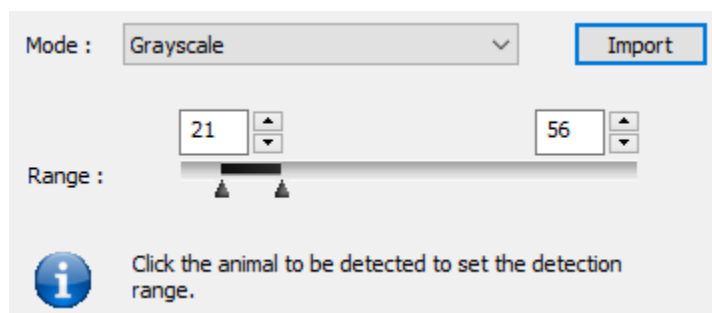 Mode : Grayscale Import
21 56
Range :
Click the animal to be detected to set the detection
range.